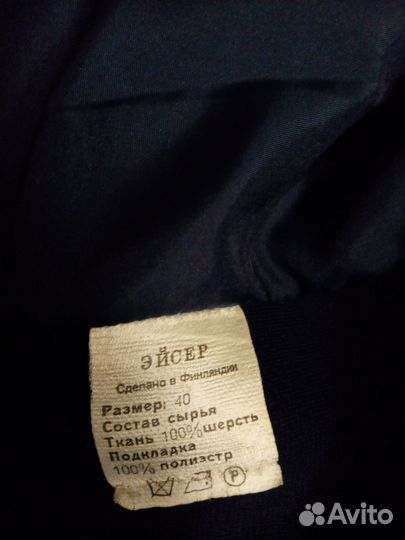 ЭЙСЕР
Сделано в Финляндии
Размер: 40
Состав сырья
Ткань 100%шерсть
Подкладка
100% полиэстр
P
Avito